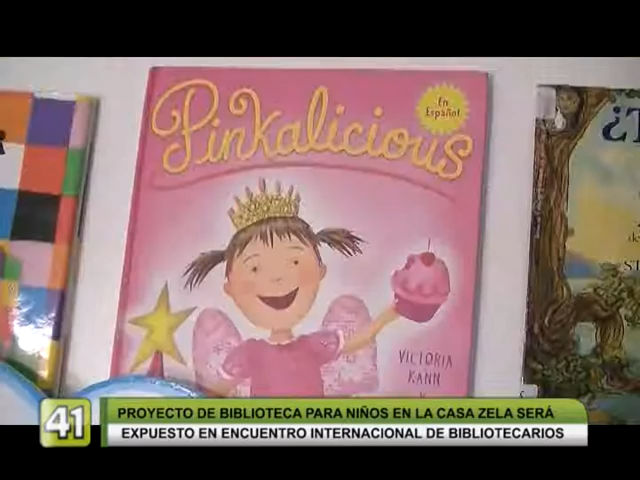 Pinkalicious
En
Español
¿T
VICTORIA
KANN
41
PROYECTO DE BIBLIOTECA PARA NIÑOS EN LA CASA ZELA SERÁ
EXPUESTO EN ENCUENTRO INTERNACIONAL DE BIBLIOTECARIOS